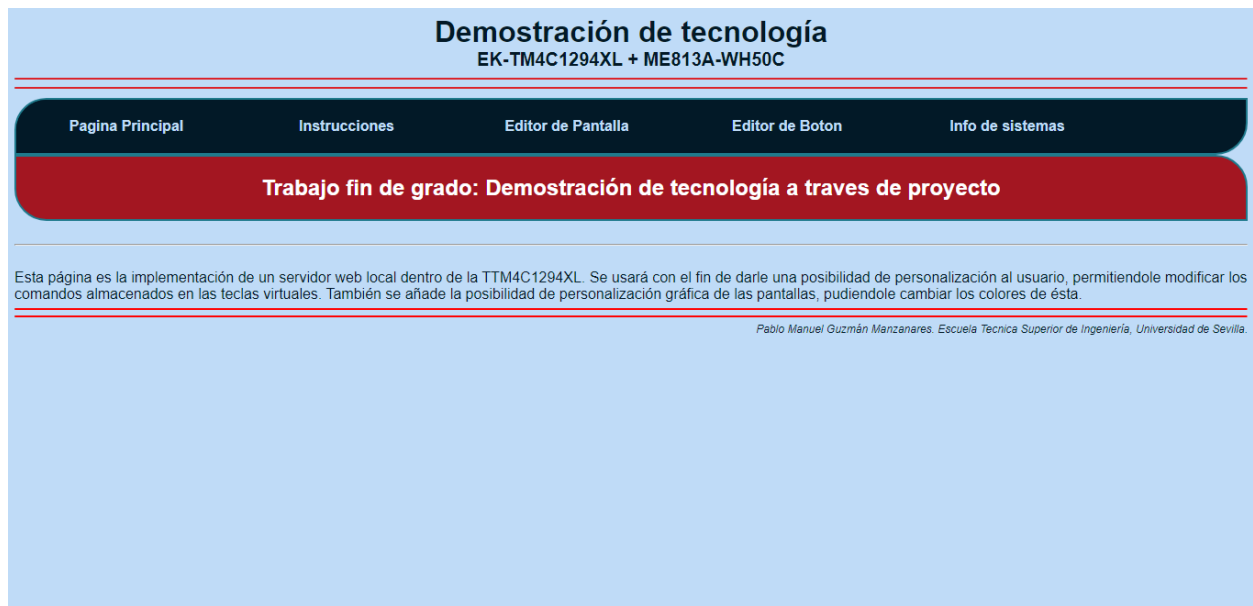 Demostración de tecnología
EK-TM4C1294XL + ME813A-WH50C
Pagina Principal Instrucciones Editor de Pantalla Editor de Boton Info de sistemas
Trabajo fin de grado: Demostración de tecnología a traves de proyecto
Esta página es la implementación de un servidor web local dentro de la TTM4C1294XL. Se usará con el fin de darle una posibilidad de personalización al usuario, permitiendole modificar los
comandos almacenados en las teclas virtuales. También se añade la posibilidad de personalización gráfica de las pantallas, pudiendole cambiar los colores de ésta.
Pablo Manuel Guzmán Manzanares. Escuela Tecnica Superior de Ingeniería, Universidad de Sevilla.